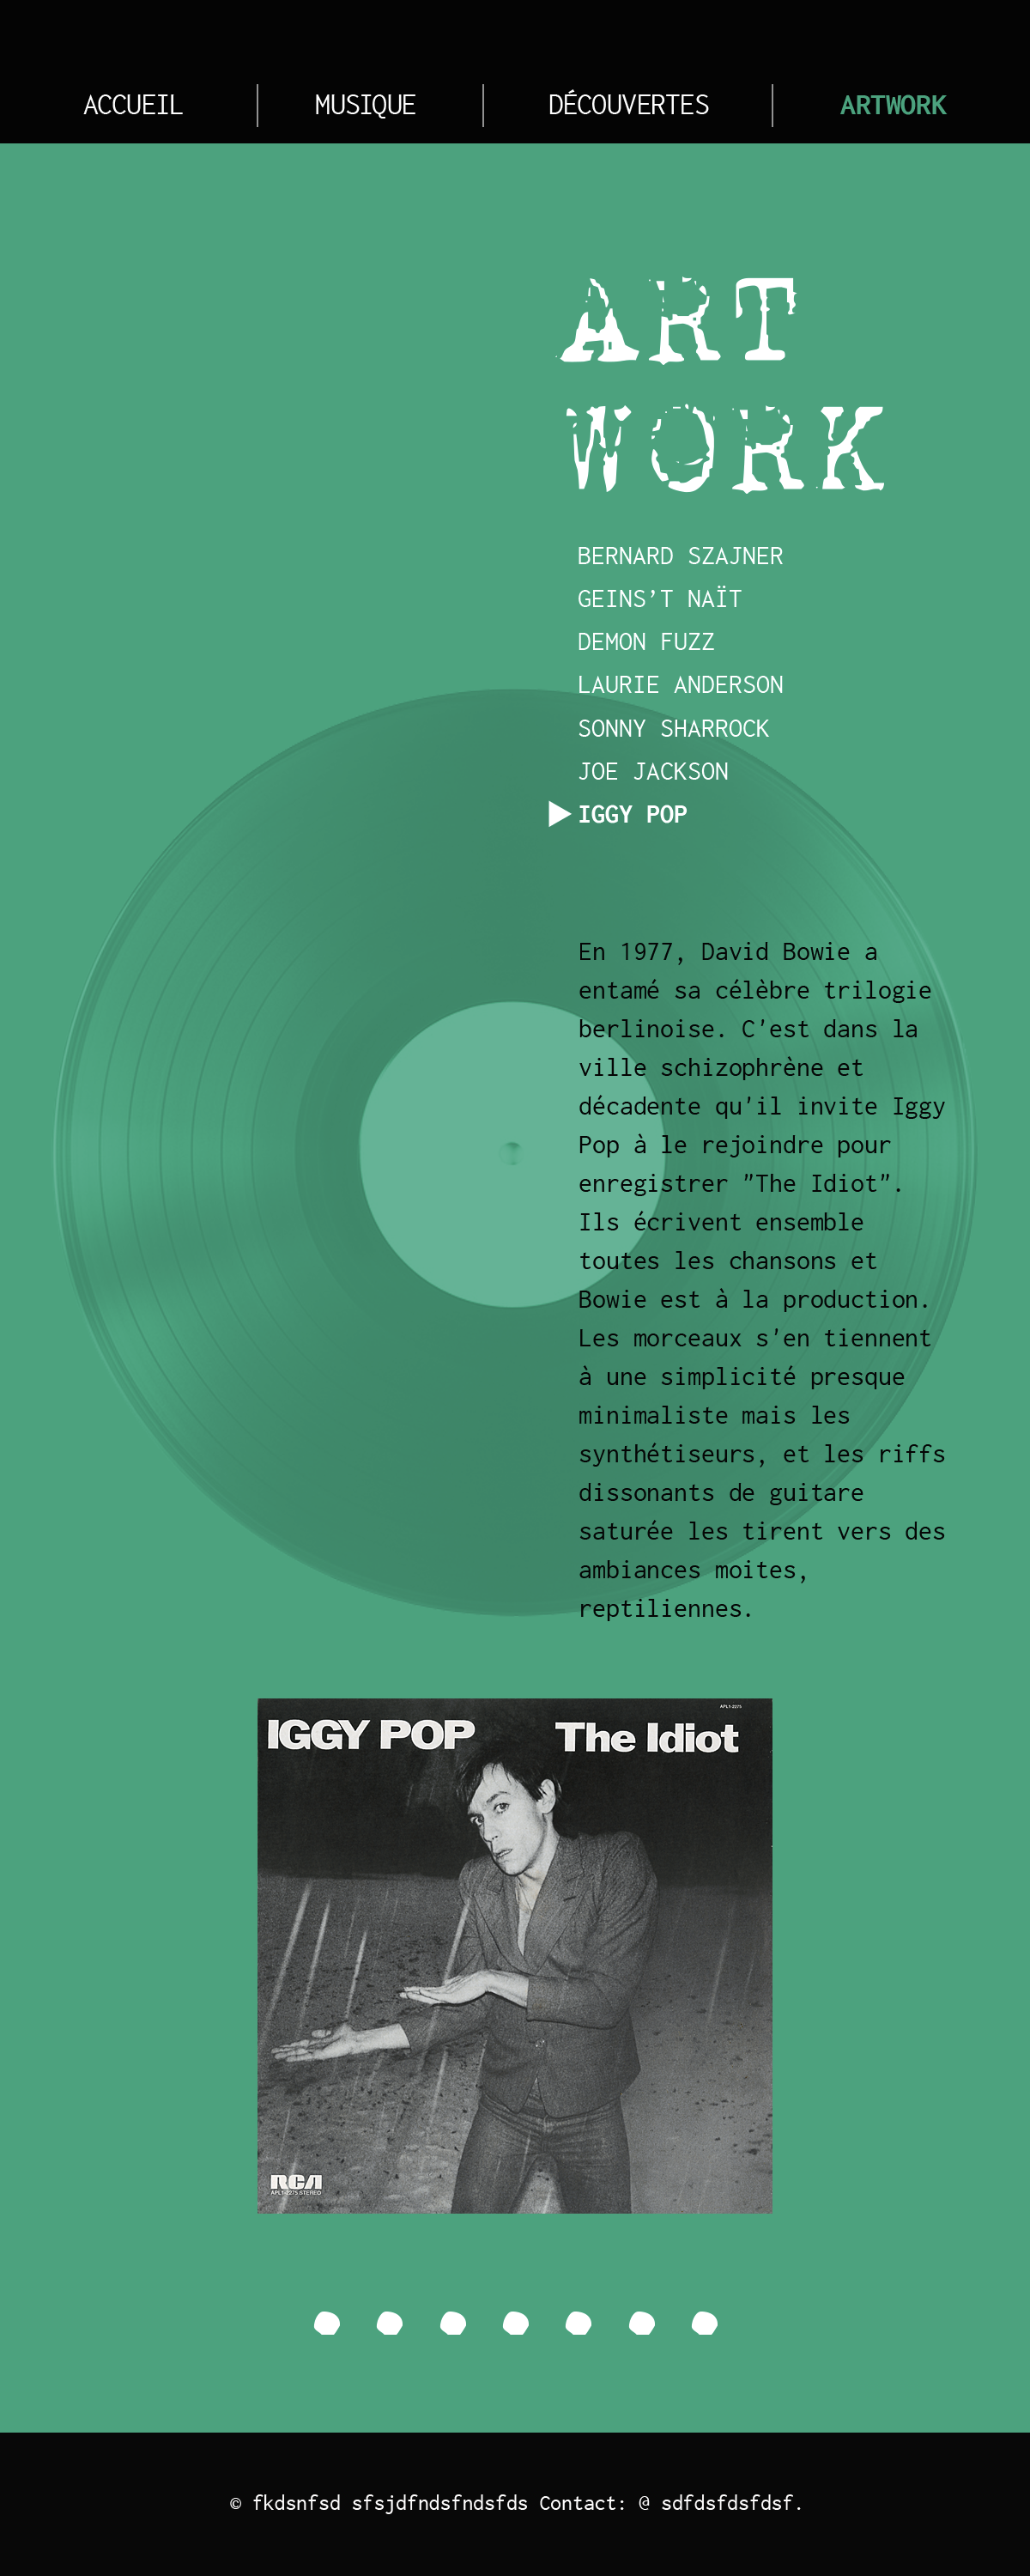 ACCUEIL
MUSIQUE
DÉCOUVERTES
ARTWORK
ART
WORK
BERNARD SZAJNER
GEINS’T NAÏT
DEMON FUZZ
LAURIE ANDERSON
SONNY SHARROCK
JOE JACKSON
IGGY POP
En 1977, David Bowie a
entamé sa célèbre trilogie
berlinoise. C'est dans la
ville schizophrène et
décadente qu'il invite Iggy
Pop à le rejoindre pour
enregistrer "The Idiot".
Ils écrivent ensemble
toutes les chansons et
Bowie est à la production.
Les morceaux s'en tiennent
à une simplicité presque
minimaliste mais les
synthétiseurs, et les riffs
dissonants de guitare
saturée les tirent vers des
ambiances moites,
reptiliennes.
APL1-2275
IGGY POP The Idiot
RCA
APL1-2275 STEREO
© fkdsnfsd sfsjdfndsfndsfds Contact: @ sdfdsfdsfdsf.